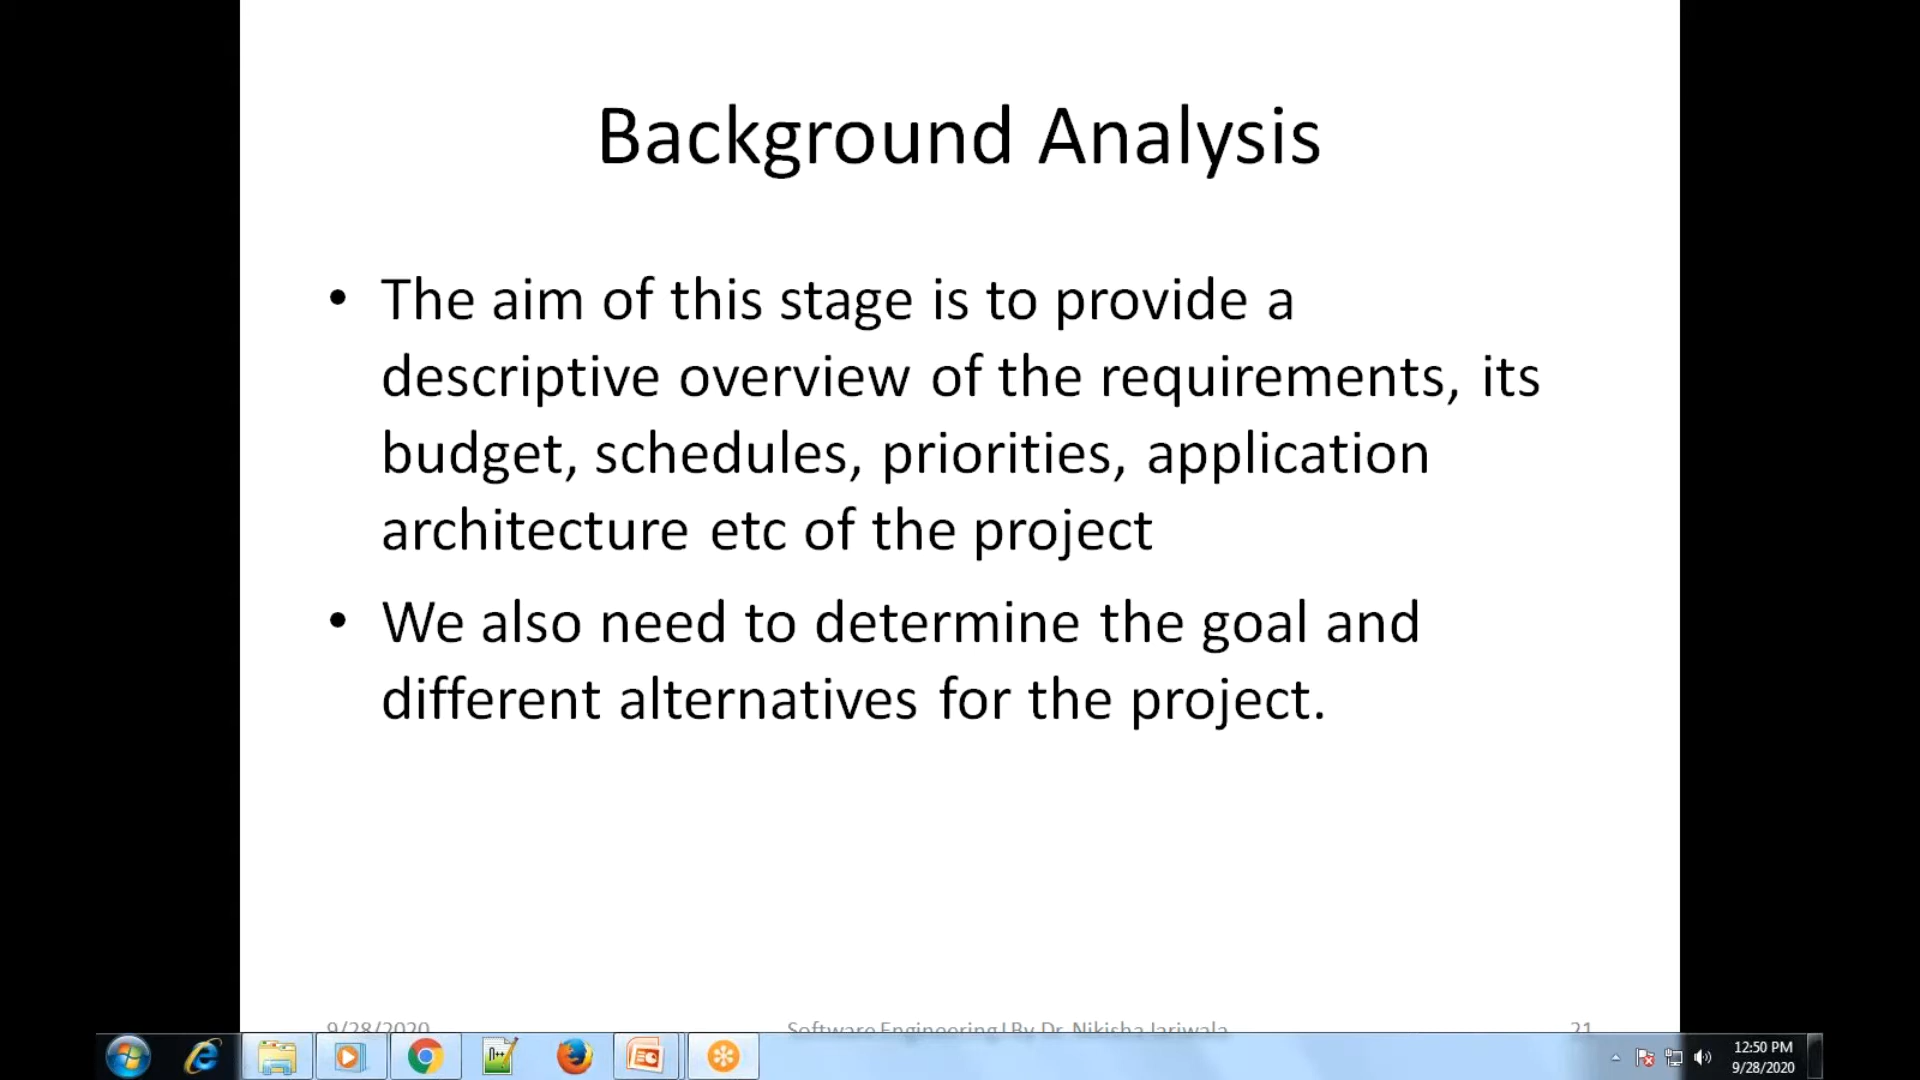 Background Analysis
• The aim of this stage is to provide a
descriptive overview of the requirements, its
budget, schedules, priorities, application
architecture etc of the project
• We also need to determine the goal and
different alternatives for the project.
9/28/2020
Software Engineering | By Dr. Nikisha Jariwala
21
12:50 PM
9/28/2020